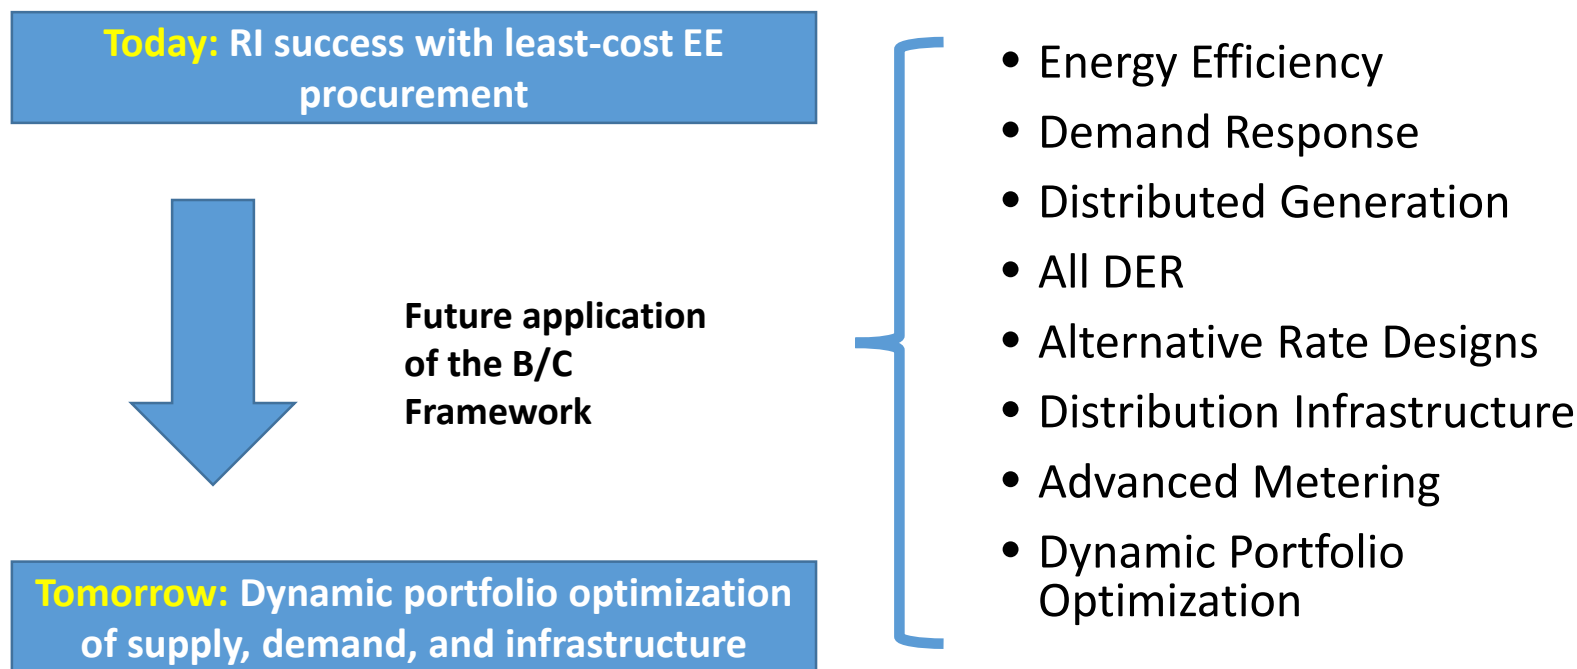 Today: RI success with least-cost EE
procurement
Future application
of the B/C
Framework
Tomorrow: Dynamic portfolio optimization
of supply, demand, and infrastructure
• Energy Efficiency
• Demand Response
• Distributed Generation
• All DER
• Alternative Rate Designs
• Distribution Infrastructure
• Advanced Metering
• Dynamic Portfolio
Optimization